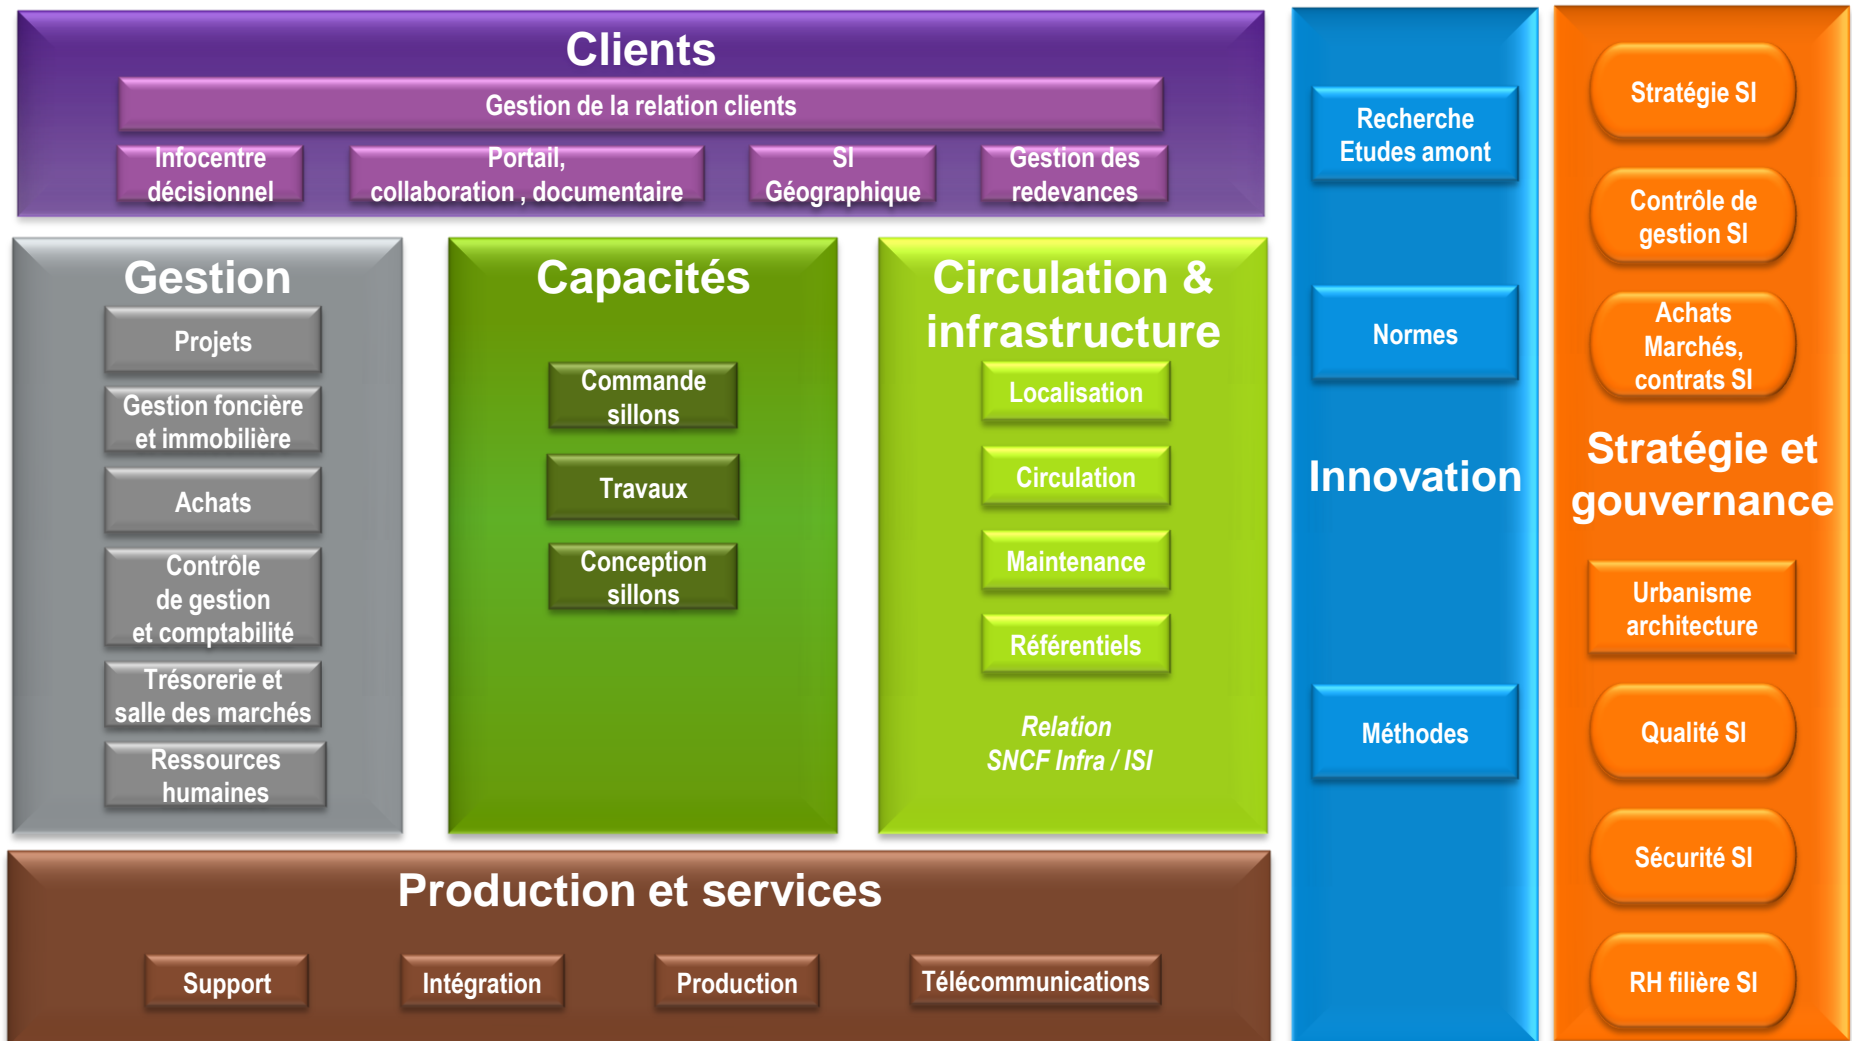 Clients
Gestion de la relation clients
Infocentre
décisionnel
Portail,
collaboration , documentaire
SI
Géographique
Gestion des
redevances
Gestion
Projets
Gestion foncière
et immobilière
Achats
Contrôle
de gestion
et comptabilité
Trésorerie et
salle des marchés
Ressources
humaines
Capacités
Commande
sillons
Travaux
Conception
sillons
Circulation &
infrastructure
Localisation
Circulation
Maintenance
Référentiels
Relation
SNCF Infra / ISI
Production et services
Support
Intégration
Production
Télécommunications
Recherche
Etudes amont
Normes
Innovation
Méthodes
Stratégie SI
Contrôle de
gestion SI
Achats
Marchés,
contrats SI
Stratégie et
gouvernance
Urbanisme
architecture
Qualité SI
Sécurité SI
RH filière SI